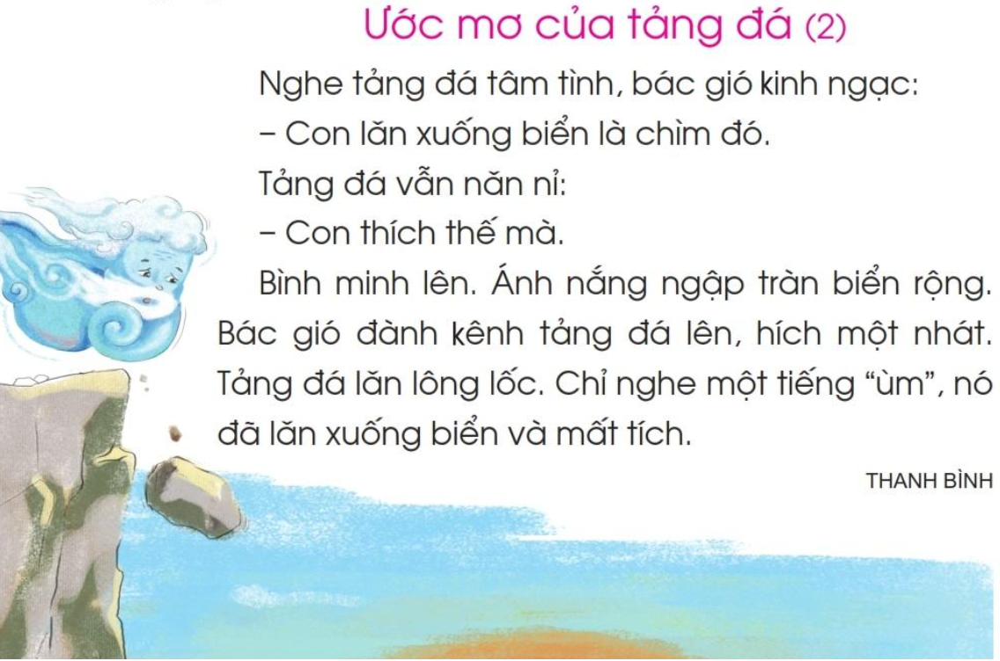 Ước mơ của tảng đá (2)
Nghe tảng đá tâm tình, bác gió kinh ngạc:
– Con lăn xuống biển là chìm đó.
Tảng đá vẫn năn nỉ:
– Con thích thế mà.
Bình minh lên. Ánh nắng ngập tràn biển rộng.
Bác gió đành kênh tảng đá lên, hích một nhát.
Tảng đá lăn lông lốc. Chỉ nghe một tiếng “ùm”, nó
đã lăn xuống biển và mất tích.
THANH BÌNH